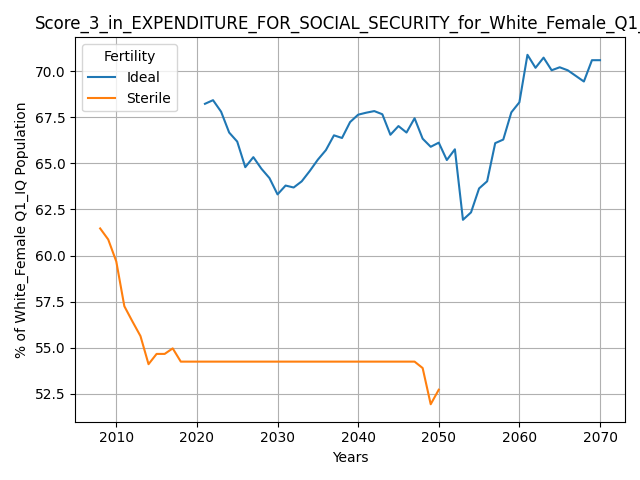 Score_3_in_EXPENDITURE_FOR_SOCIAL_SECURITY_for_White_Female_Q1_
Fertility
Ideal
Sterile
% of White_Female Q1_IQ Population
70.0
67.5
65.0
62.5
60.0
57.5
55.0
52.5
2010 2020 2030 2040 2050 2060 2070
Years